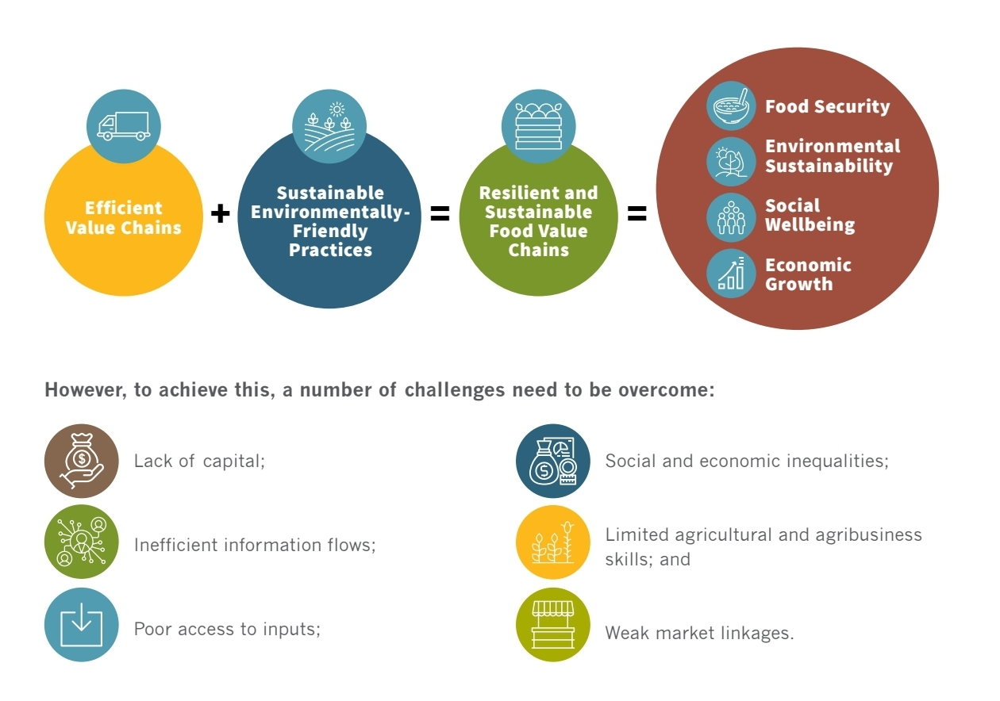 Efficient
Value Chains
+
Sustainable
Environmentally-
Friendly
Practices
=
Resilient and
Sustainable
Food Value
Chains
=
Food Security
Environmental
Sustainability
Social
Wellbeing
Economic
Growth
However, to achieve this, a number of challenges need to be overcome:
$
Lack of capital;
Inefficient information flows;
Poor access to inputs;
$
Social and economic inequalities;
Limited agricultural and agribusiness
skills; and
Weak market linkages.